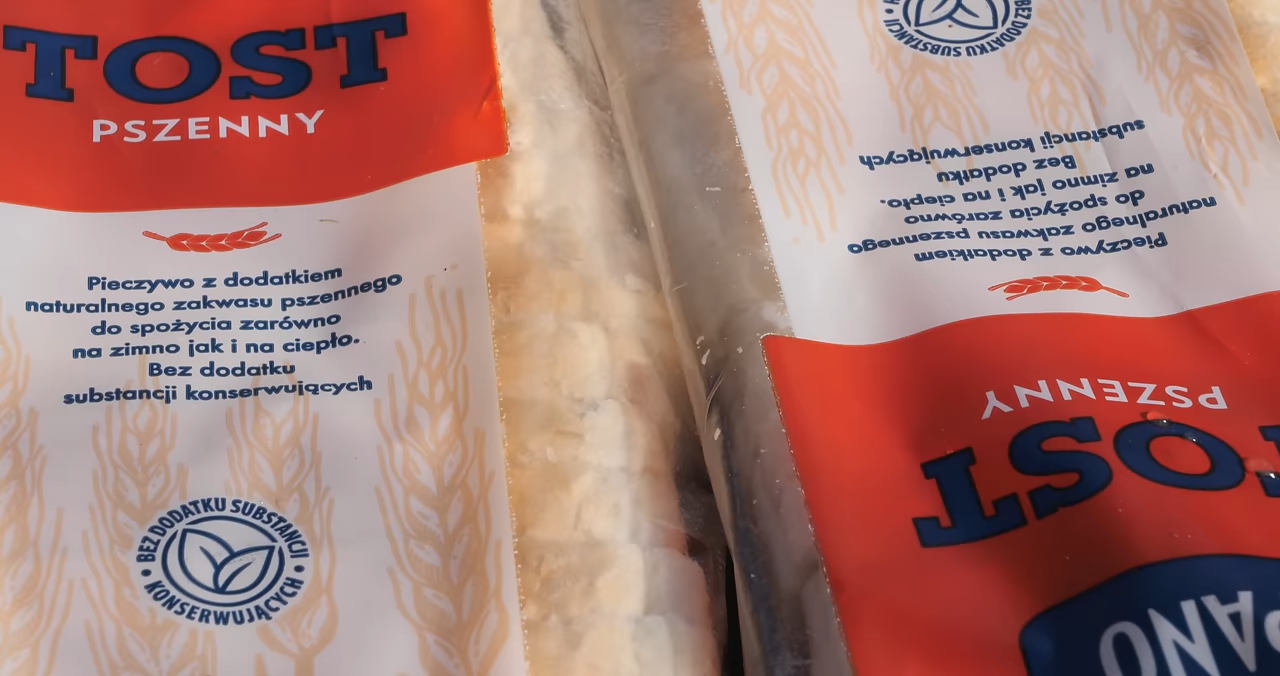 TOST
PSZENNY
Pieczywo z dodatkiem
naturalnego zakwasu pszennego
do spożycia zarówno
na zimno jak i na ciepło.
Bez dodatku
substancji konserwujących
BEZ DODATKU SUBSTANCJI
• KONSERWUJĄCYCH •
PANO
TOST
PSZENNY
Pieczywo z dodatkiem
naturalnego zakwasu pszennego
do spożycia zarówno
na zimno jak i na ciepło.
Bez dodatku
substancji konserwujących
BEZ DODATKU SUBSTANCJI